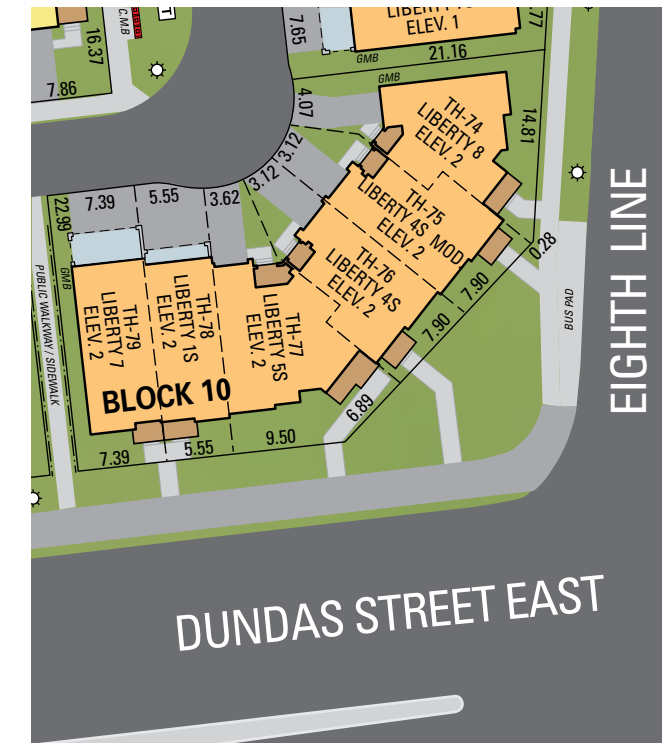 C.M.B
T
16.37
7.86
7.65
ELEV. 1
21.16
GMB
GMB
.77
4.07
3.12
3.12
14.81
TH-74
LIBERTY 8
ELEV. 2
TH-75
LIBERTY 4S MOD
ELEV. 2
TH-76
LIBERTY 4S
ELEV. 2
TH-77
LIBERTY 5S
ELEV. 2
TH-78
LIBERTY 1S
ELEV. 2
TH-79
LIBERTY 7
ELEV. 2
BLOCK 10
22.99
7.39
5.55
3.62
GMB
PUBLIC WALKWAY / SIDEWALK
7.39
5.55
9.50
6.89
7.90
7.90
0.28
BUS PAD
EIGHTH LINE
DUNDAS STREET EAST